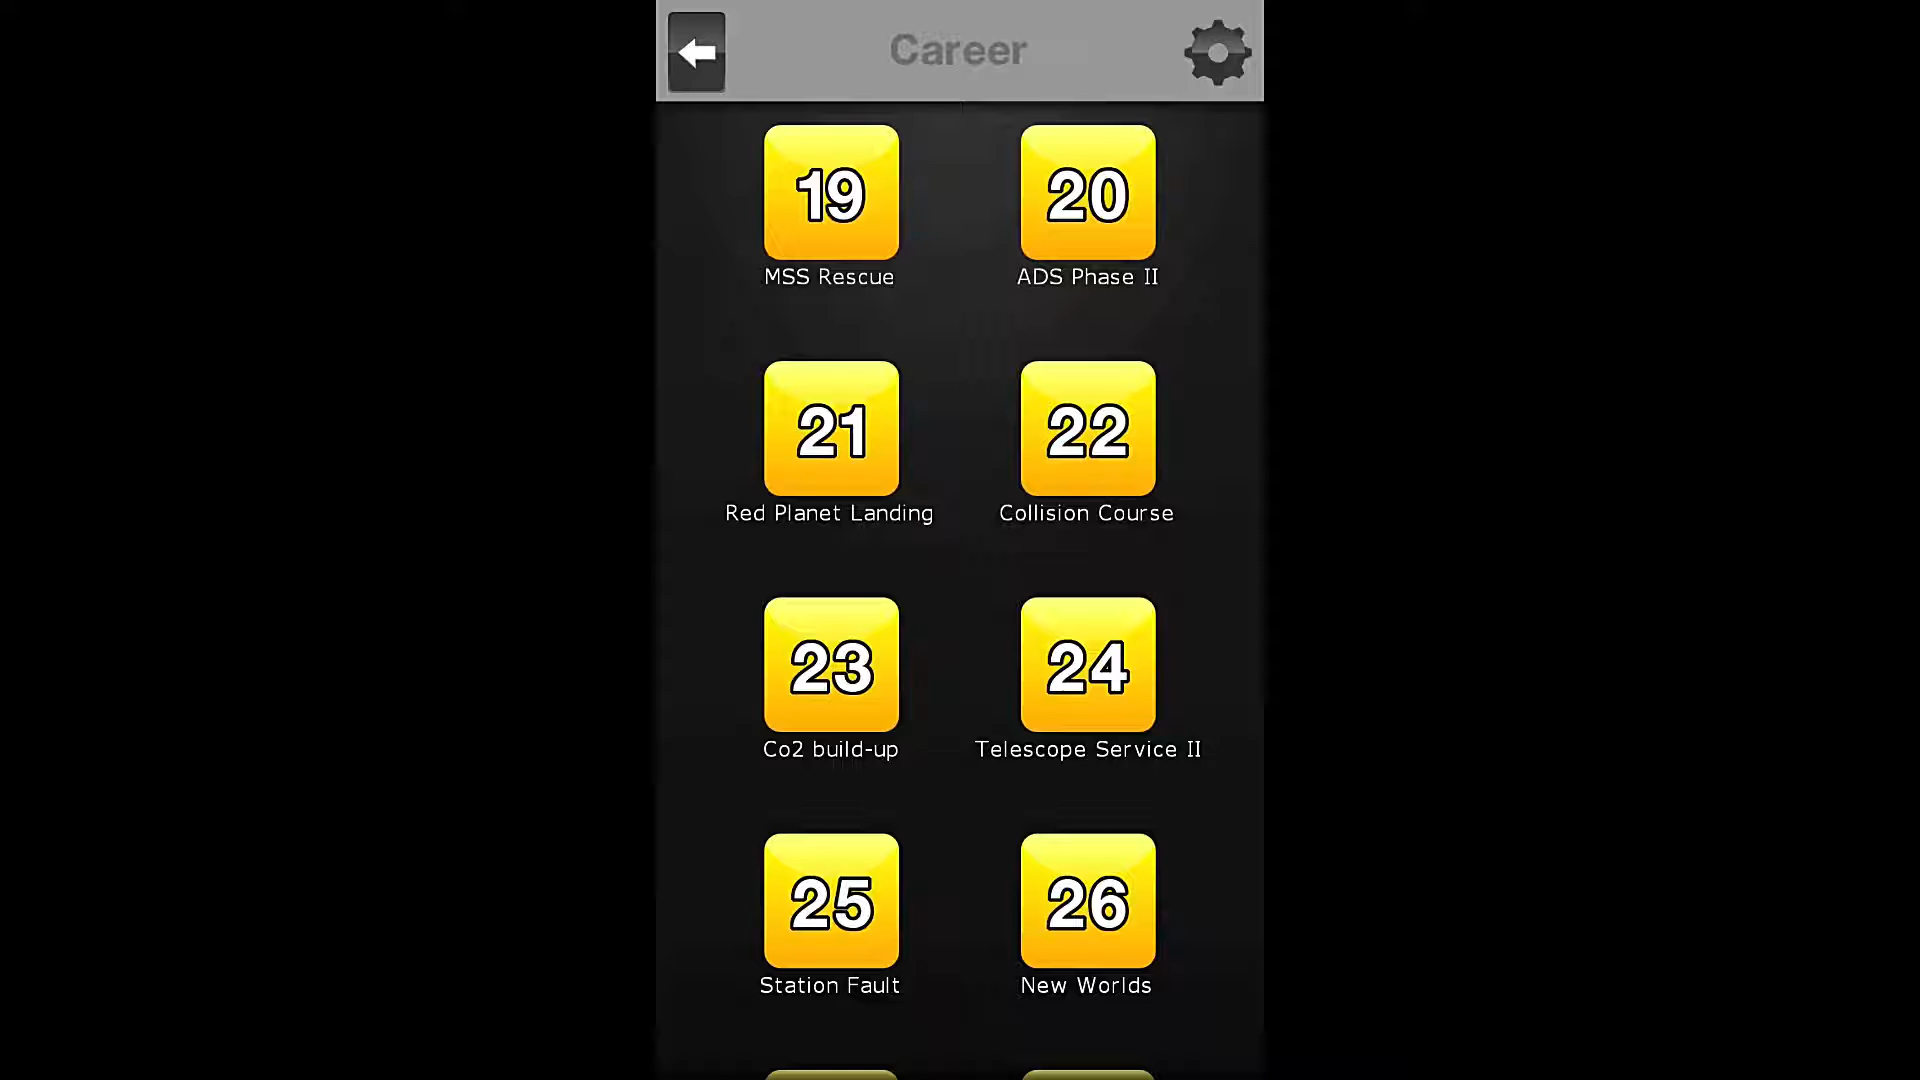 Career
19
20
MSS Rescue
ADS Phase II
21
22
Red Planet Landing
Collision Course
23
24
Co2 build-up
Telescope Service II
25
26
Station Fault
New Worlds